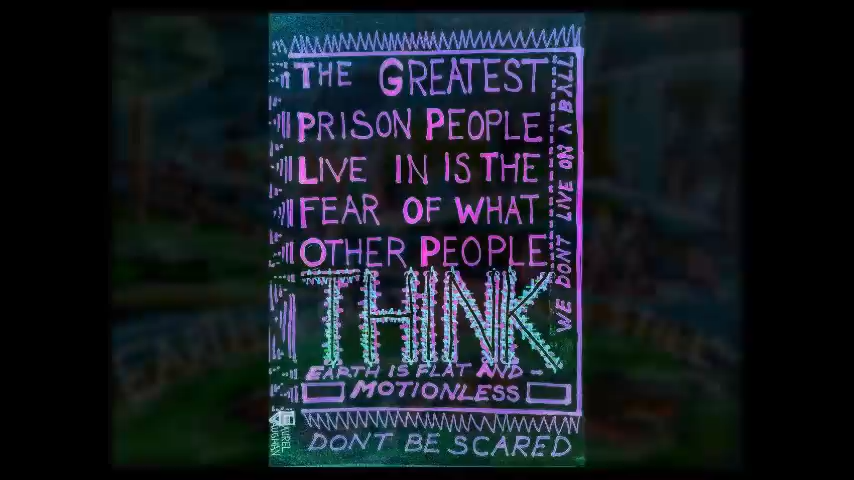 THE GREATEST
PRISON PEOPLE
LIVE IN IS THE
FEAR OF WHAT
OTHER PEOPLE
THINK
EARTH IS FLAT AND -
MOTIONLESS
DONT BE SCARED
WE DONT LIVE ON A BALL